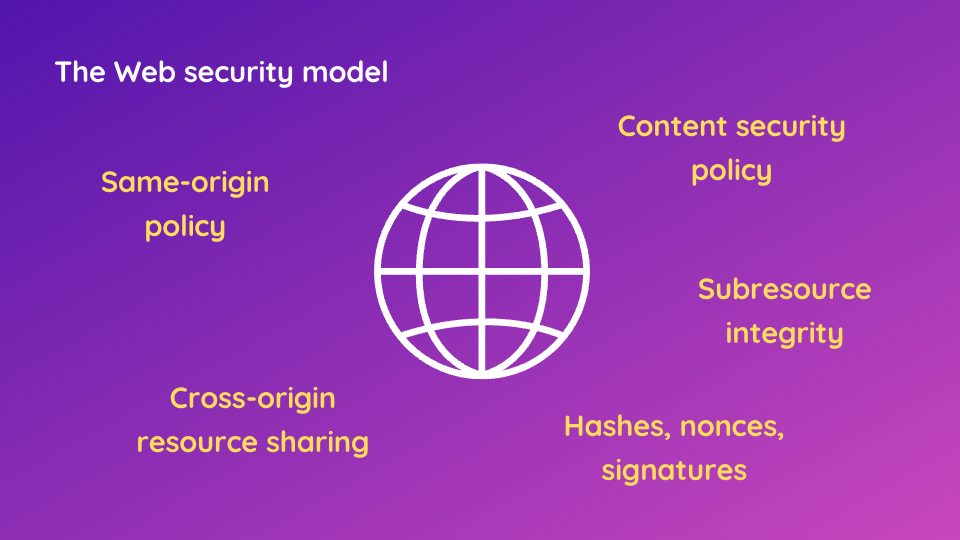 The Web security model
Content security
policy
Same-origin
policy
Subresource
integrity
Cross-origin
resource sharing
Hashes, nonces,
signatures